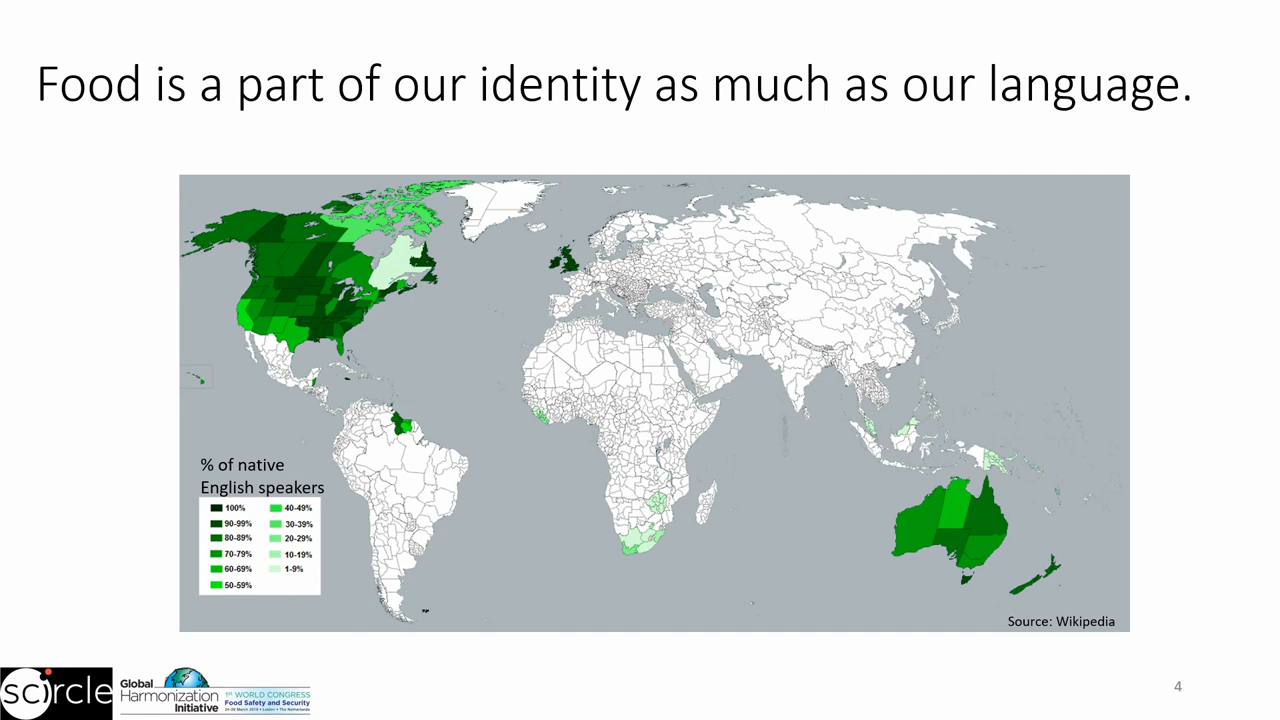 Food is a part of our identity as much as our language.
% of native
English speakers
100%
90-99%
80-89%
70-79%
60-69%
50-59%
40-49%
30-39%
20-29%
10-19%
1-9%
Source: Wikipedia
scircle
Global
Harmonization
Initiative
1ST WORLD CONGRESS
Food Safety and Security
4